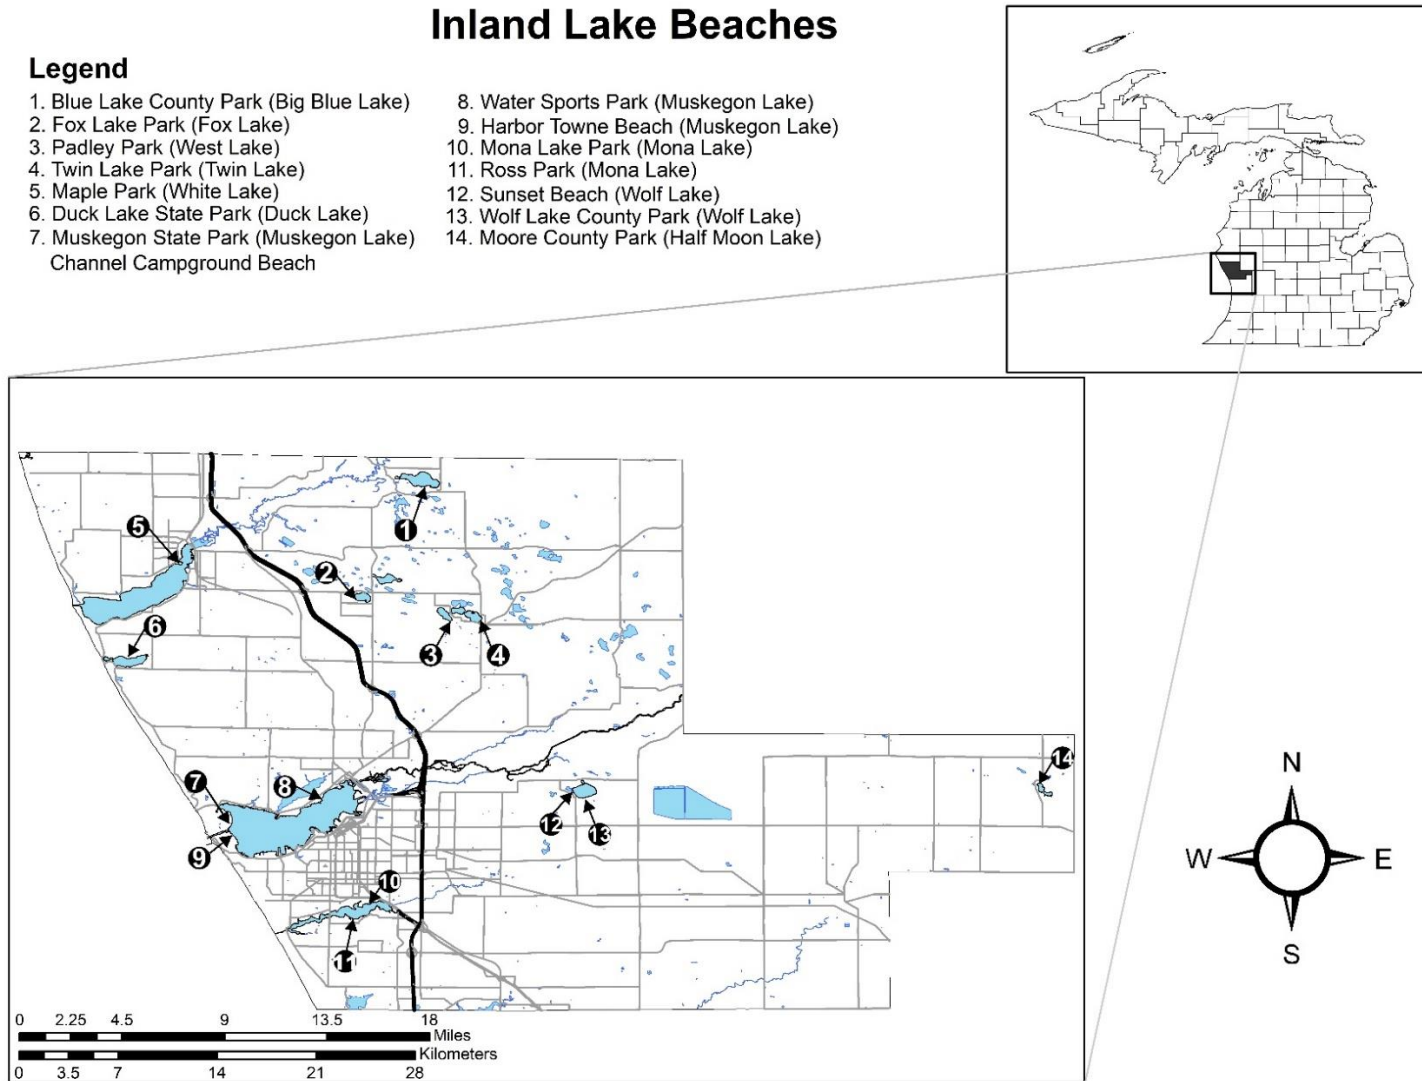 Inland Lake Beaches
Legend
1. Blue Lake County Park (Big Blue Lake)
2. Fox Lake Park (Fox Lake)
3. Padley Park (West Lake)
4. Twin Lake Park (Twin Lake)
5. Maple Park (White Lake)
6. Duck Lake State Park (Duck Lake)
7. Muskegon State Park (Muskegon Lake)
Channel Campground Beach
8. Water Sports Park (Muskegon Lake)
9. Harbor Towne Beach (Muskegon Lake)
10. Mona Lake Park (Mona Lake)
11. Ross Park (Mona Lake)
12. Sunset Beach (Wolf Lake)
13. Wolf Lake County Park (Wolf Lake)
14. Moore County Park (Half Moon Lake)
1
5
2
6
3
4
14
7
8
12
13
9
10
11
N
W
E
S
0 2.25 4.5 9 13.5 18
Miles
Kilometers
0 3.5 7 14 21 28